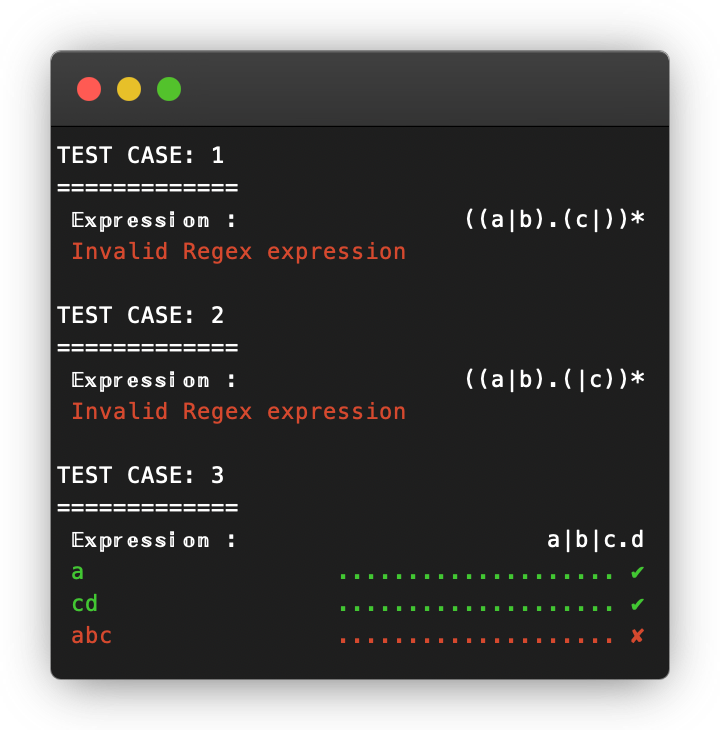 TEST CASE: 1
=============
𝔼𝕩𝕡𝕣𝕖𝕤𝕤𝕚𝕠𝕟 : ((a|b).(c|))*
Invalid Regex expression
TEST CASE: 2
=============
𝔼𝕩𝕡𝕣𝕖𝕤𝕤𝕚𝕠𝕟 : ((a|b).(|c))*
Invalid Regex expression
TEST CASE: 3
=============
𝔼𝕩𝕡𝕣𝕖𝕤𝕤𝕚𝕠𝕟 : a|b|c.d
a .................... ✔
cd .................... ✔
abc .................... ✘